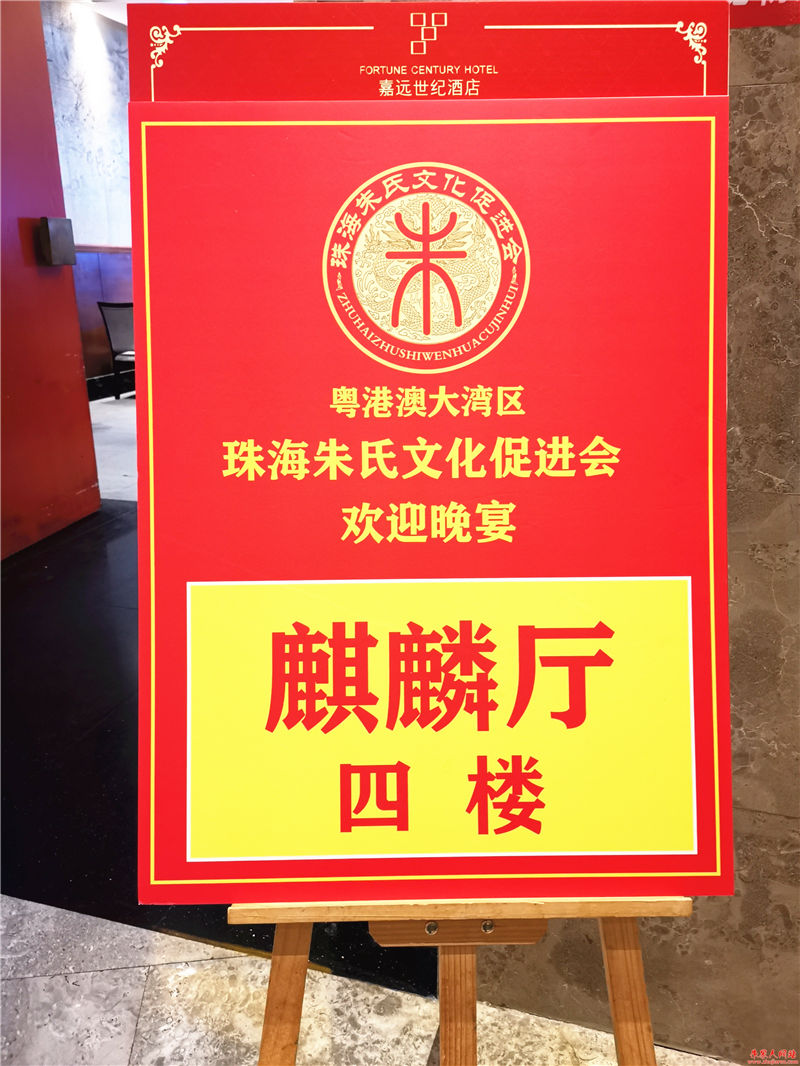 FORTUNE CENTURY HOTEL
嘉远世纪酒店
珠海朱氏文化促进会
朱
ZHUHAIZHUSHIWENHUACUJINHUI
粤港澳大湾区
珠海朱氏文化促进会
欢迎晚宴
麒麟厅
四 楼